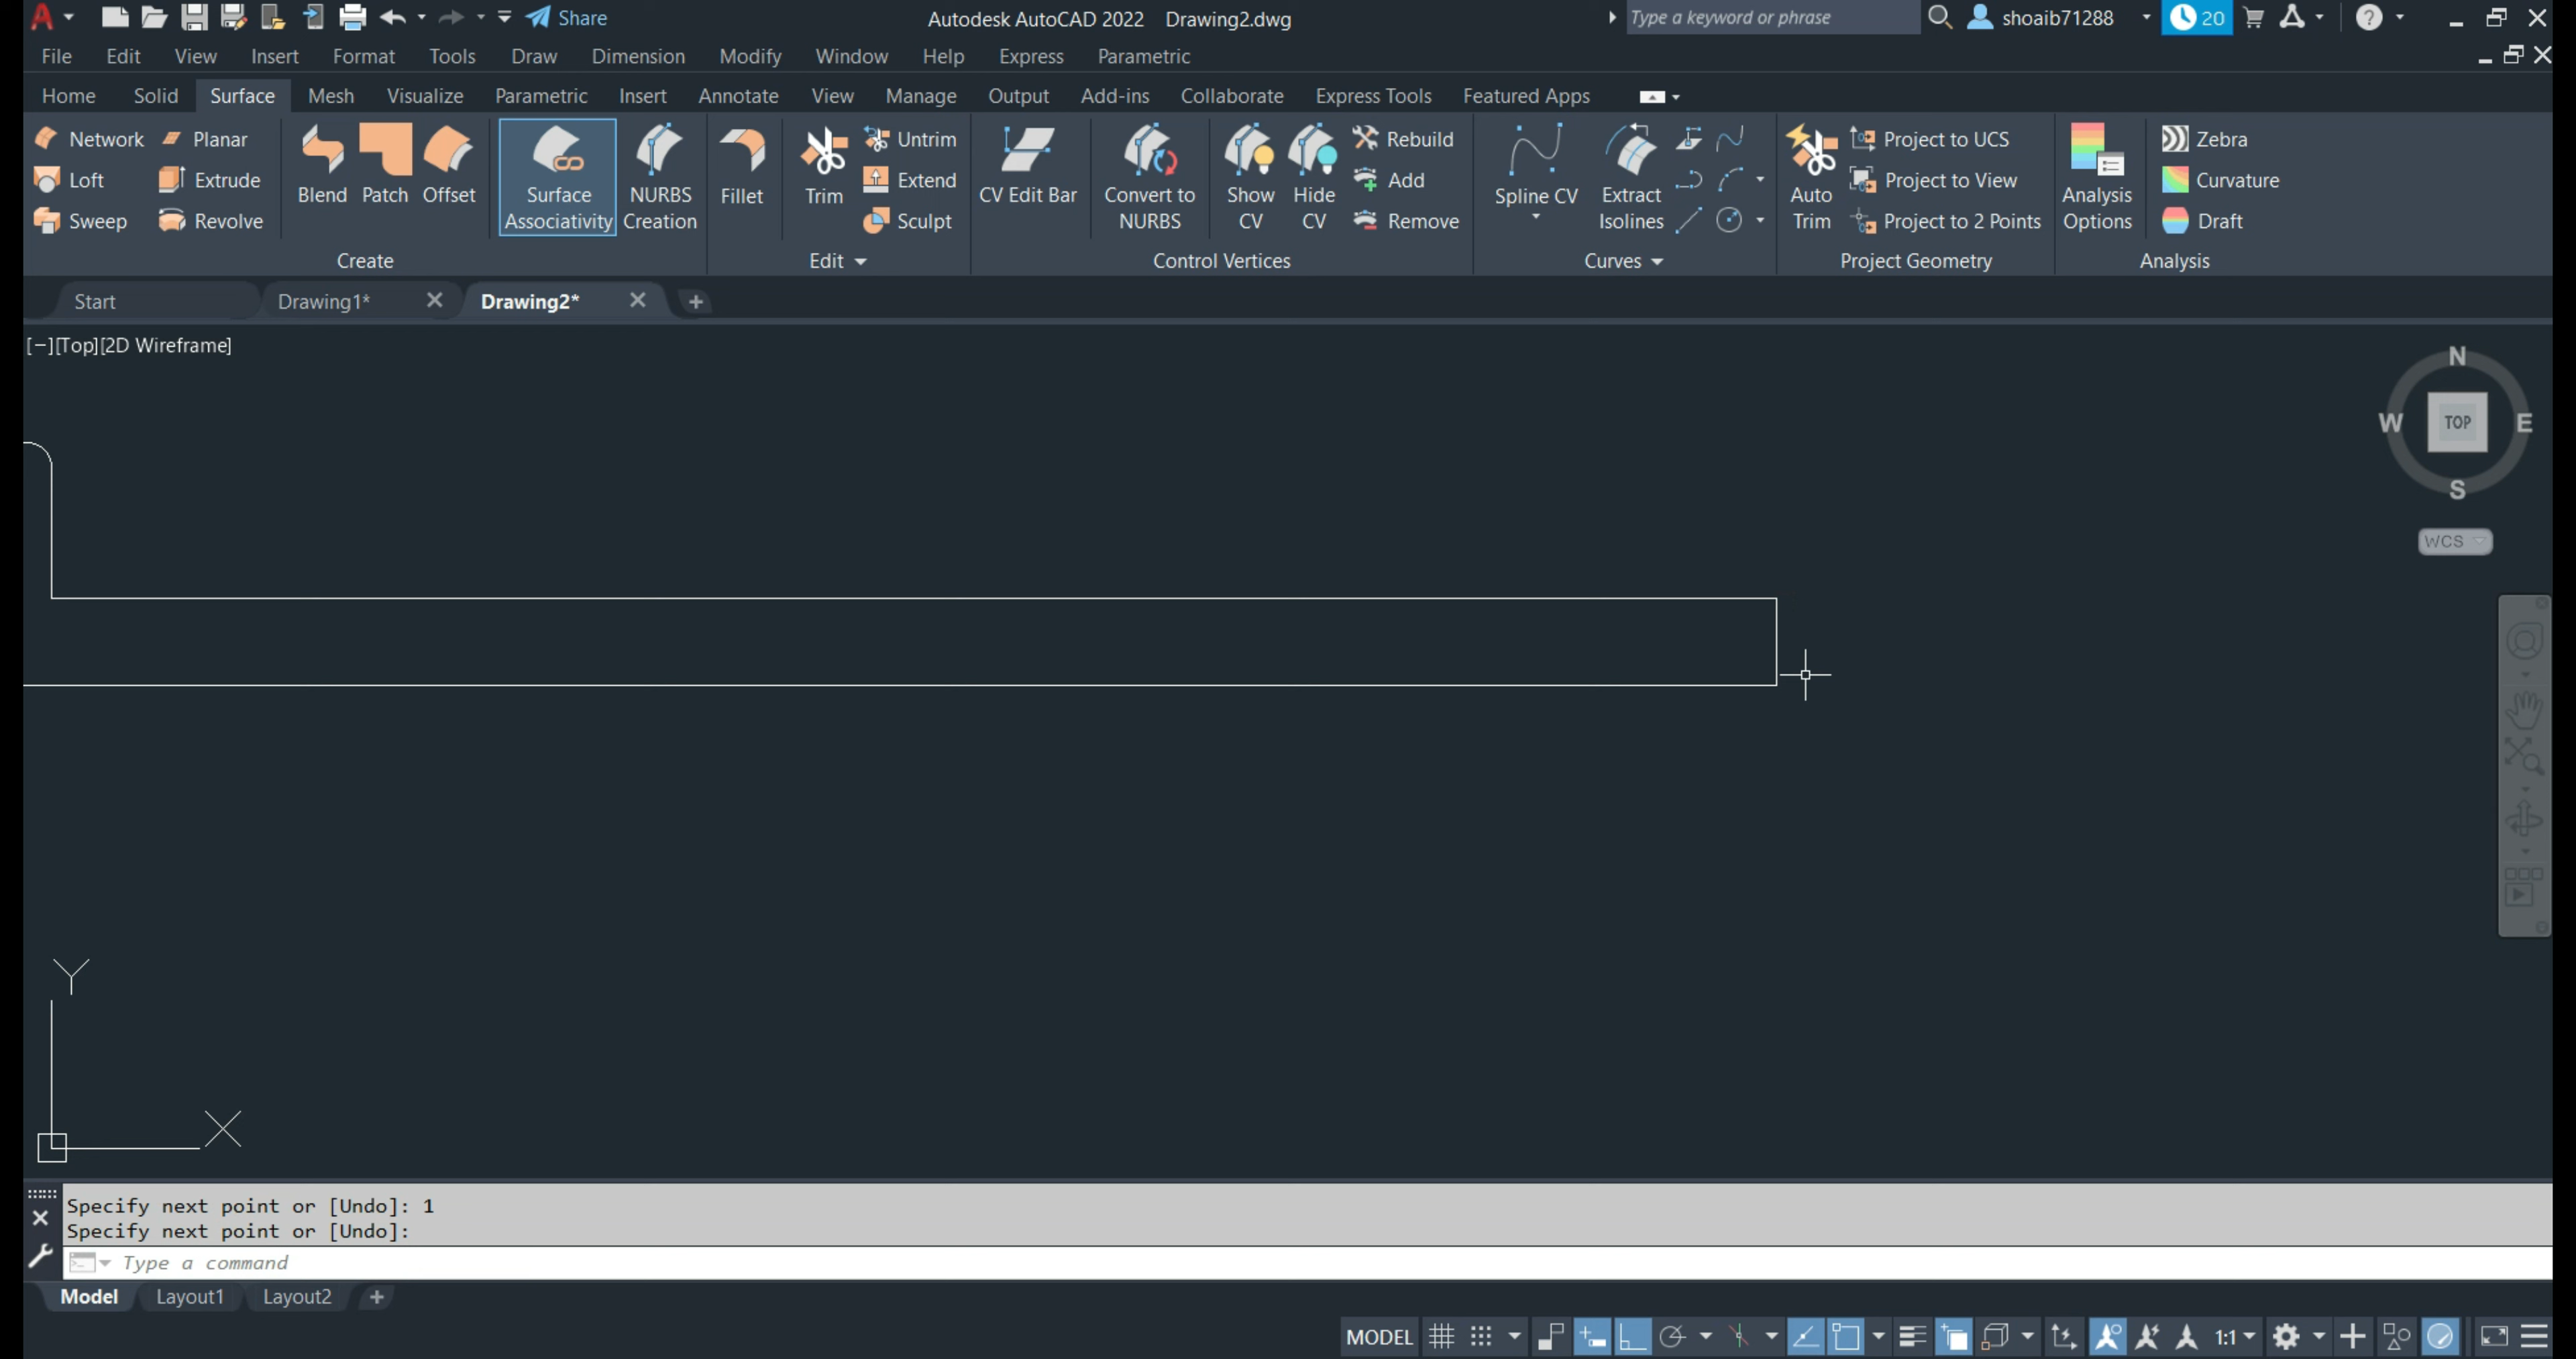 Share
Autodesk AutoCAD 2022 Drawing2.dwg
Type a keyword or phrase
shoaib71288
20
File Edit View Insert Format Tools Draw Dimension Modify Window Help Express Parametric
Home Solid Surface Mesh Visualize Parametric Insert Annotate View Manage Output Add-ins Collaborate Express Tools Featured Apps
Network Planar
Loft Extrude
Sweep Revolve
Blend Patch Offset
Surface Associativity
NURBS Creation
Create
Fillet
Trim
Untrim
Extend
Sculpt
Edit
CV Edit Bar
Convert to NURBS
Show CV
Hide CV
Rebuild
Add
Remove
Control Vertices
Spline CV
Extract Isolines
Curves
Auto Trim
Project to UCS
Project to View
Project to 2 Points
Project Geometry
Analysis Options
Zebra
Curvature
Draft
Analysis
Start Drawing1* Drawing2*
[−][Top][2D Wireframe]
N
W TOP E
S
WCS
Y
X
Specify next point or [Undo]: 1
Specify next point or [Undo]:
Type a command
Model Layout1 Layout2
MODEL 1:1